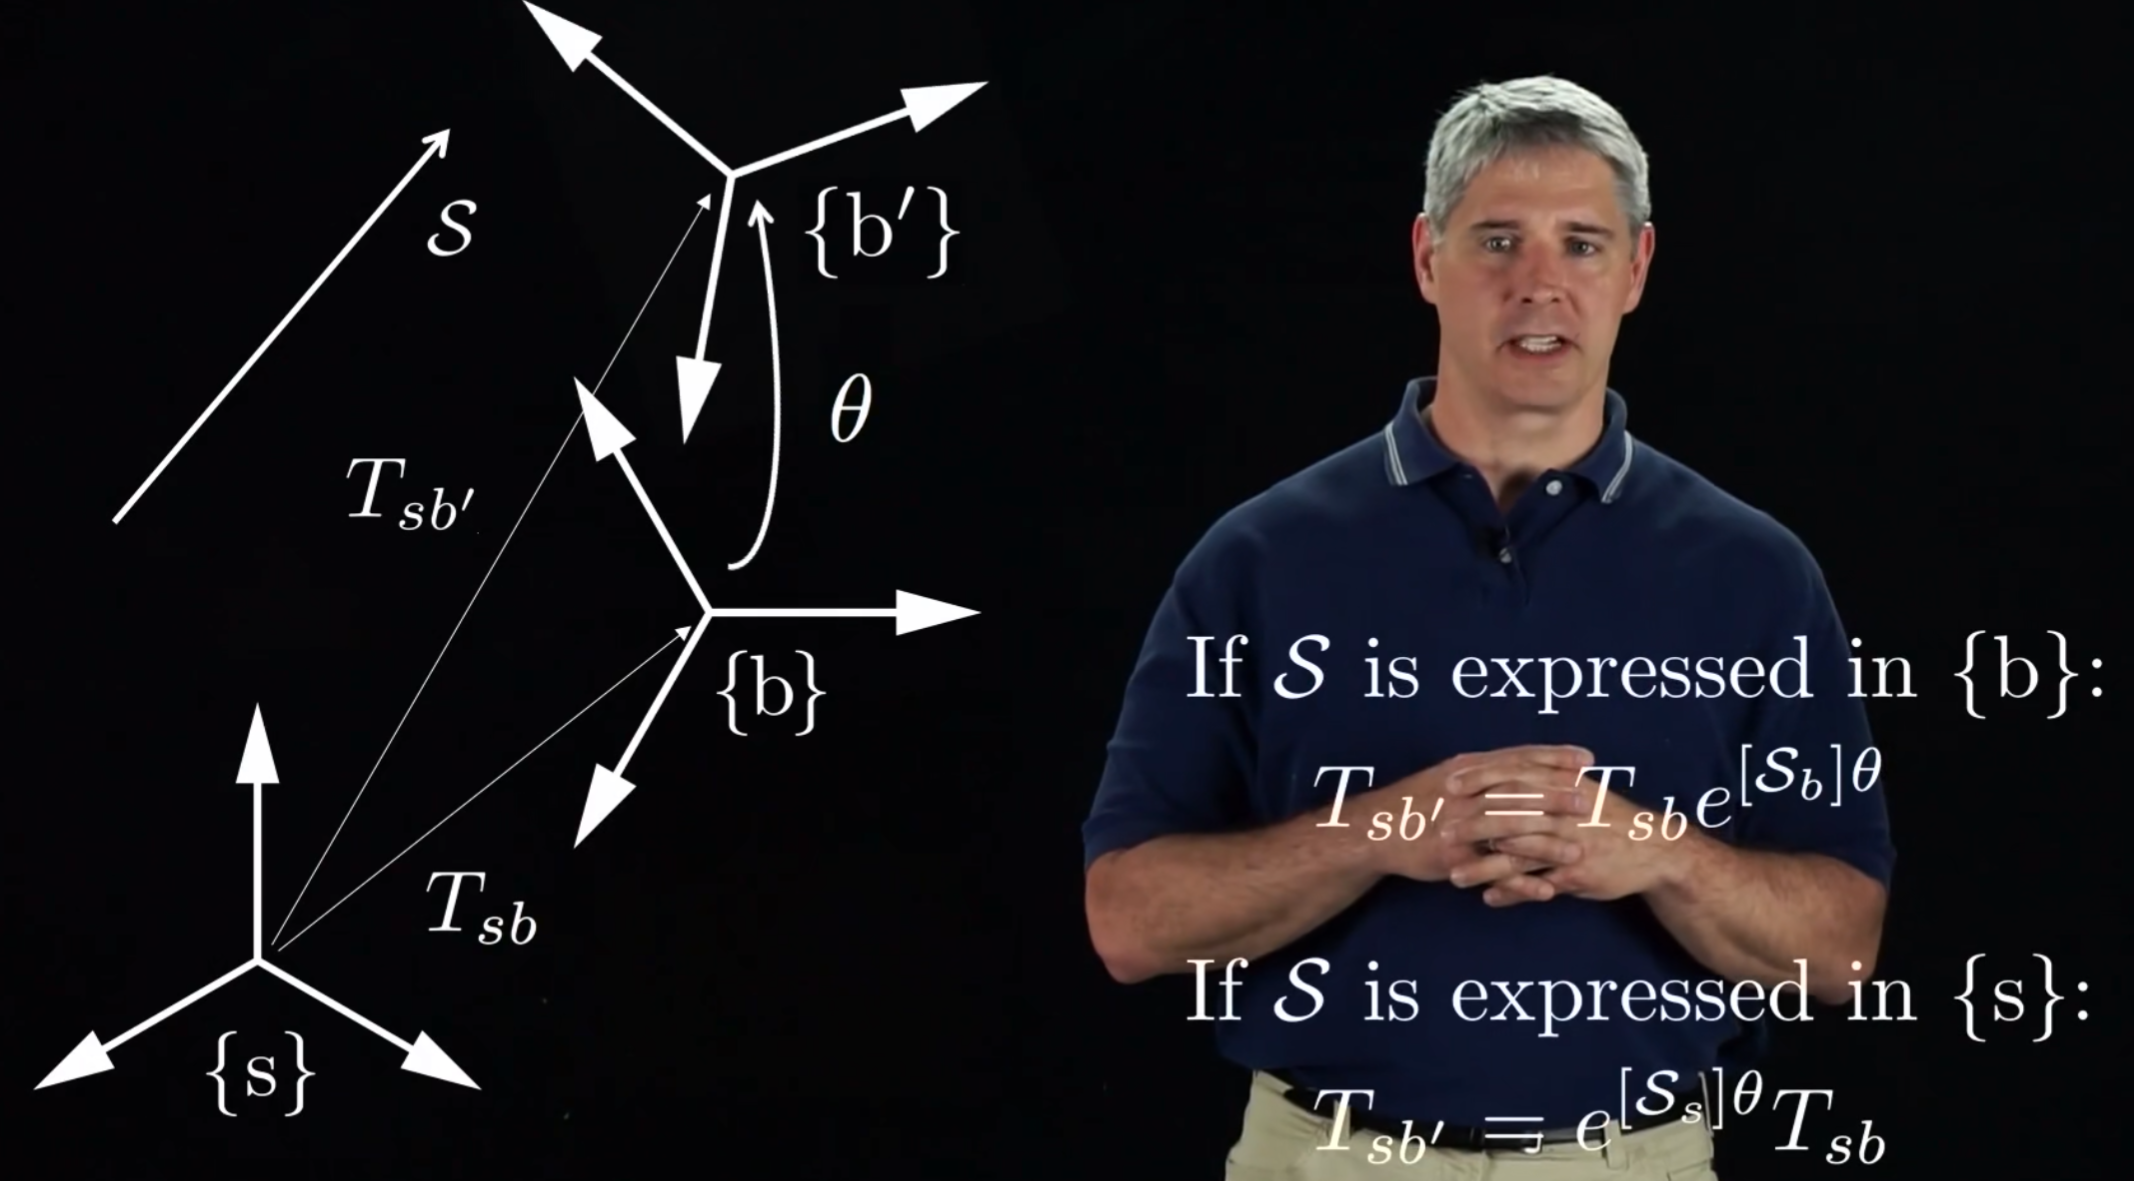 𝒮
{b′}
θ
T_{sb′}
{b}
T_{sb}
{s}
If 𝒮 is expressed in {b}:
T_{sb′} = T_{sb}e^{[𝒮_b]θ}
If 𝒮 is expressed in {s}:
T_{sb′} = e^{[𝒮_s]θ}T_{sb}